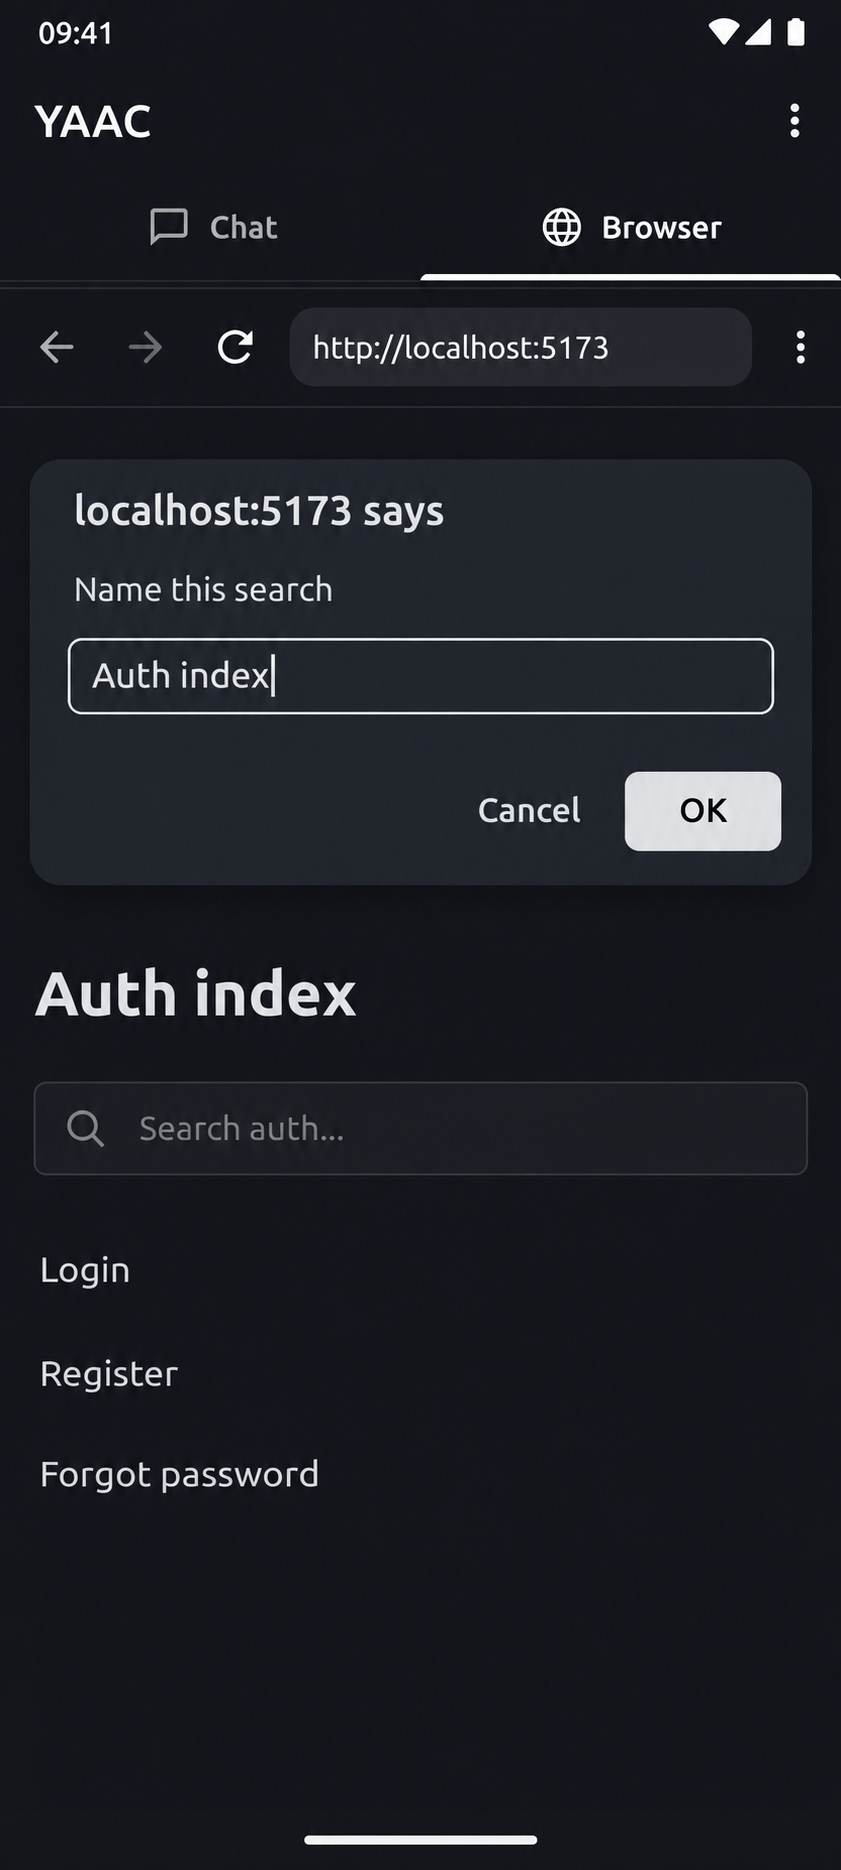 09:41
YAAC
Chat
Browser
http://localhost:5173
localhost:5173 says
Name this search
Auth index
Cancel
OK
Auth index
Search auth...
Login
Register
Forgot password